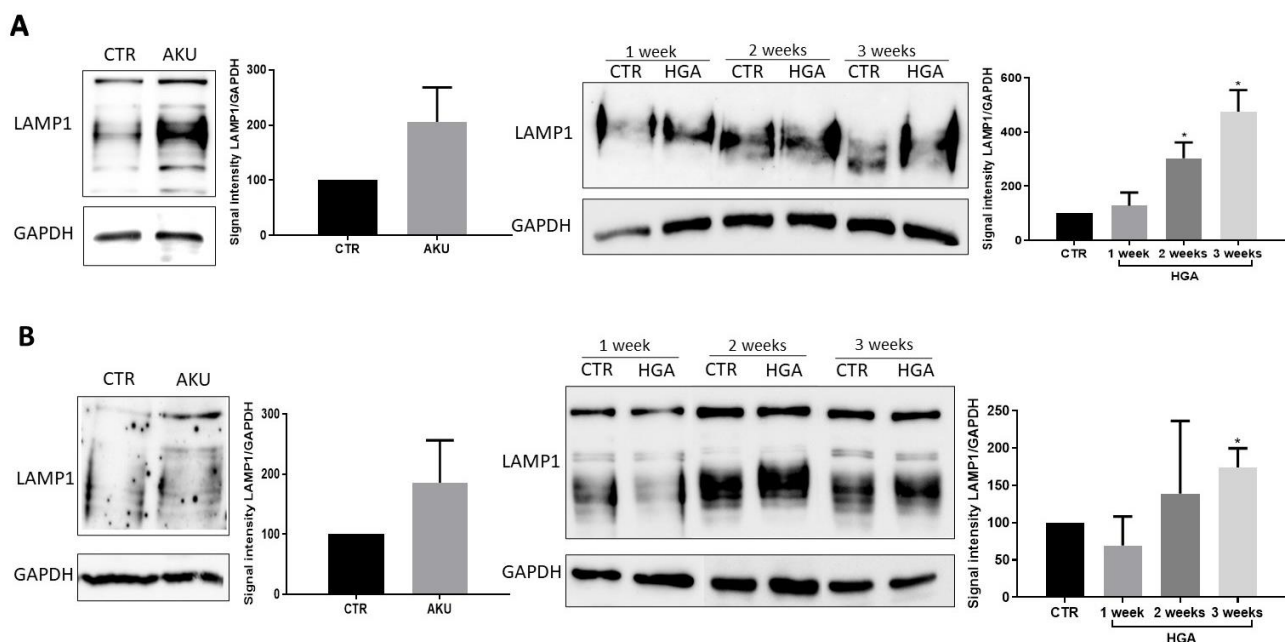 A
CTR AKU
LAMP1
GAPDH
Signal intensity LAMP1/GAPDH
300
200
100
0
CTR AKU
1 week 2 weeks 3 weeks
CTR HGA CTR HGA CTR HGA
LAMP1
GAPDH
Signal intensity LAMP1/GAPDH
600
400
200
0
*
*
CTR 1 week 2 weeks 3 weeks
HGA
B
CTR AKU
LAMP1
GAPDH
Signal intensity LAMP1/GAPDH
300
200
100
0
CTR AKU
1 week 2 weeks 3 weeks
CTR HGA CTR HGA CTR HGA
LAMP1
GAPDH
Signal intensity LAMP1/GAPDH
250
200
150
100
50
0
*
CTR 1 week 2 weeks 3 weeks
HGA